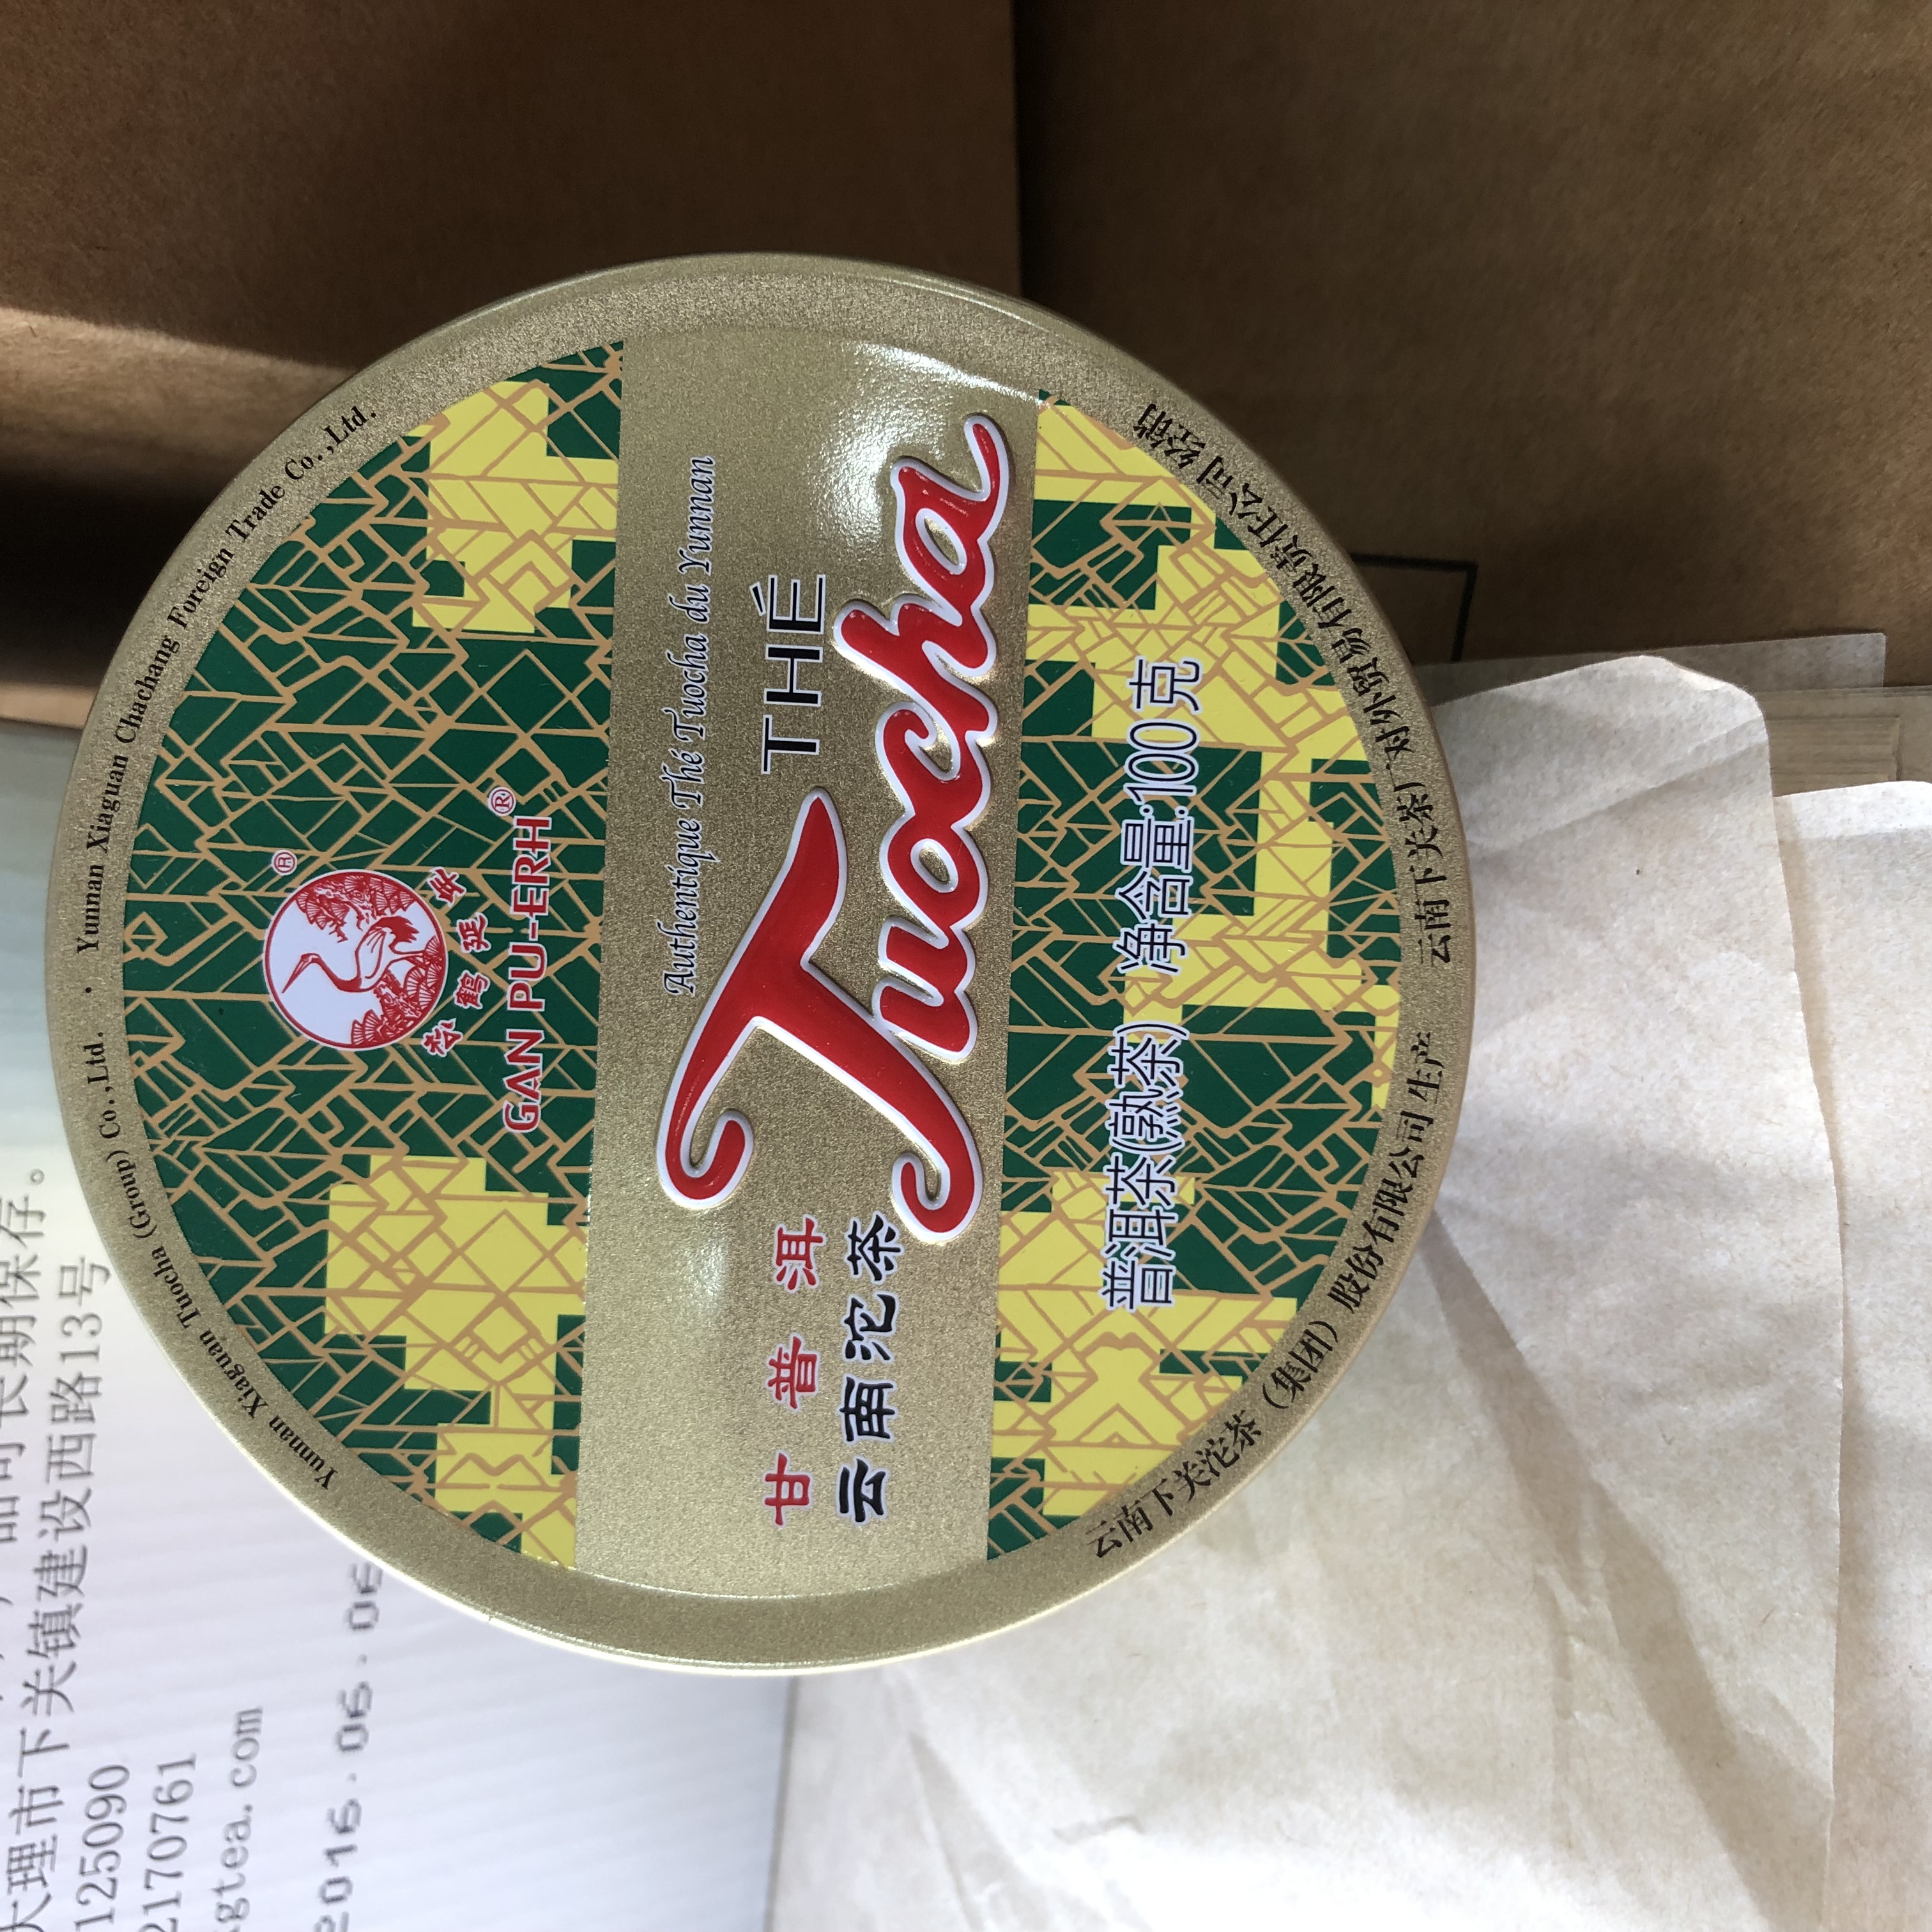 Yunnan Xiaguan Tuocha (Group) Co.,Ltd. · Yunnan Xiaguan Chachang Foreign Trade Co.,Ltd.
®
松鹤延年
GAN PU-ERH®
Authentique Thé Tuocha du Yunnan
THÉ
Tuocha
甘普洱
云南沱茶
普洱茶(熟茶) 净含量:100克
云南下关沱茶(集团)股份有限公司 生产
云南下关茶厂对外贸易有限责任公司 经销
品可长期保存。
大理市下关镇建设西路13号
125090
2170761
gtea.com
2016.06.06